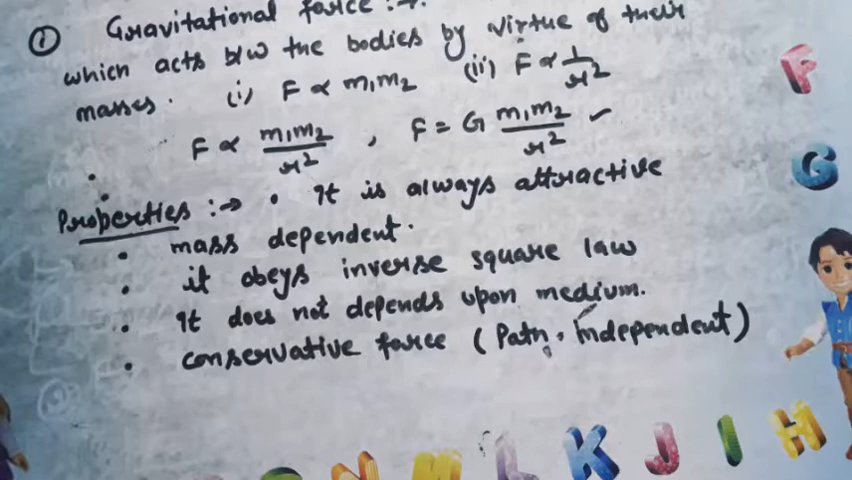 ① Gravitational force :→.
which acts b/w the bodies by virtue of their
masses. (i) F ∝ m₁m₂ (ii) F ∝ 1/r²
F ∝ m₁m₂/r² , F = G m₁m₂/r² ✓
Properties :→ • It is always attractive
• mass dependent.
• it obeys inverse square law
• It does not depends upon medium.
• conservative force (Path. independent)
F
G
H
I
J
K
L
M
N